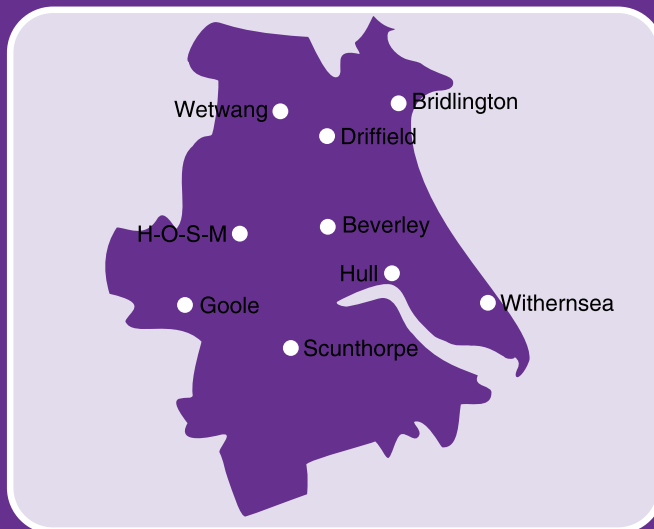 Bridlington
Wetwang
Driffield
Beverley
H-O-S-M
Hull
Withernsea
Goole
Scunthorpe